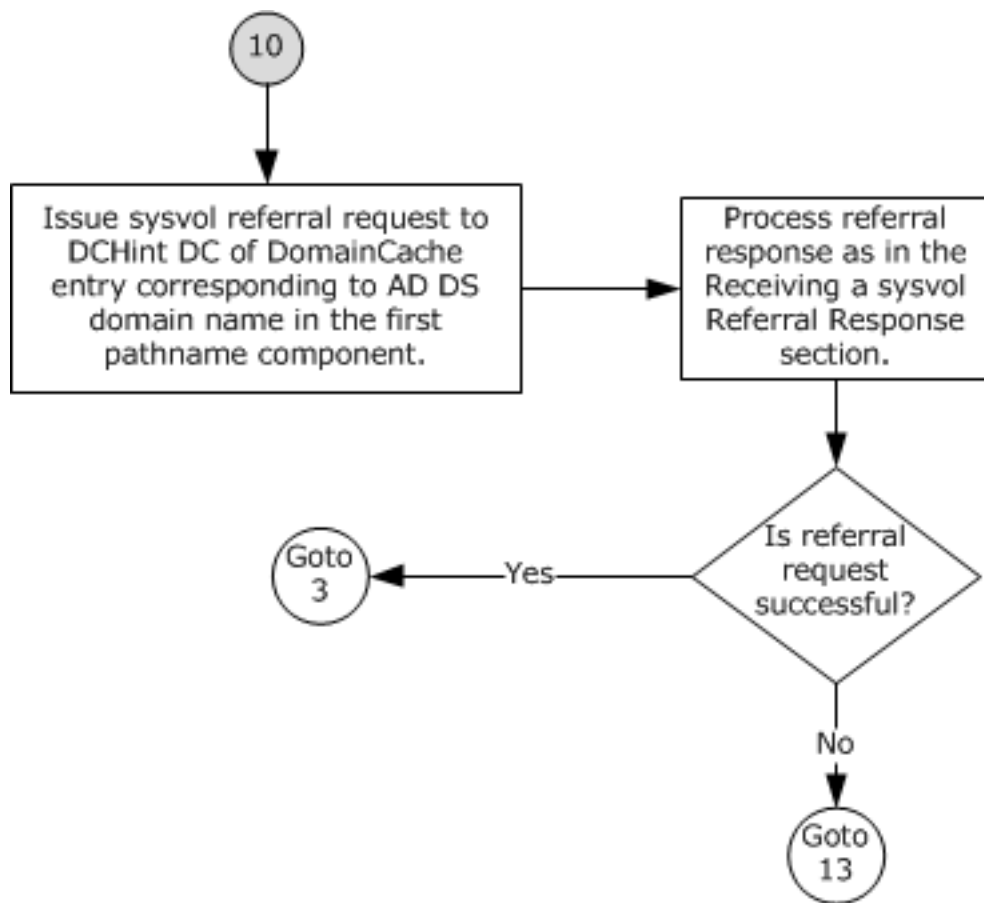 10
Issue sysvol referral request to
DCHint DC of DomainCache
entry corresponding to AD DS
domain name in the first
pathname component.
Process referral
response as in the
Receiving a sysvol
Referral Response
section.
Is referral
request
successful?
Yes
Goto
3
No
Goto
13